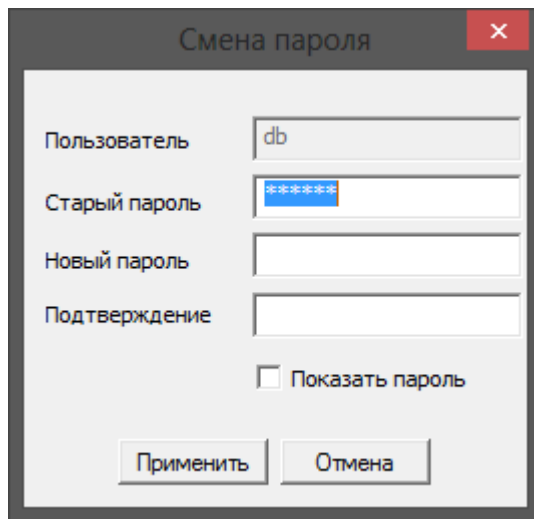 Смена пароля
Пользователь db
Старый пароль ******
Новый пароль
Подтверждение
Показать пароль
Применить Отмена